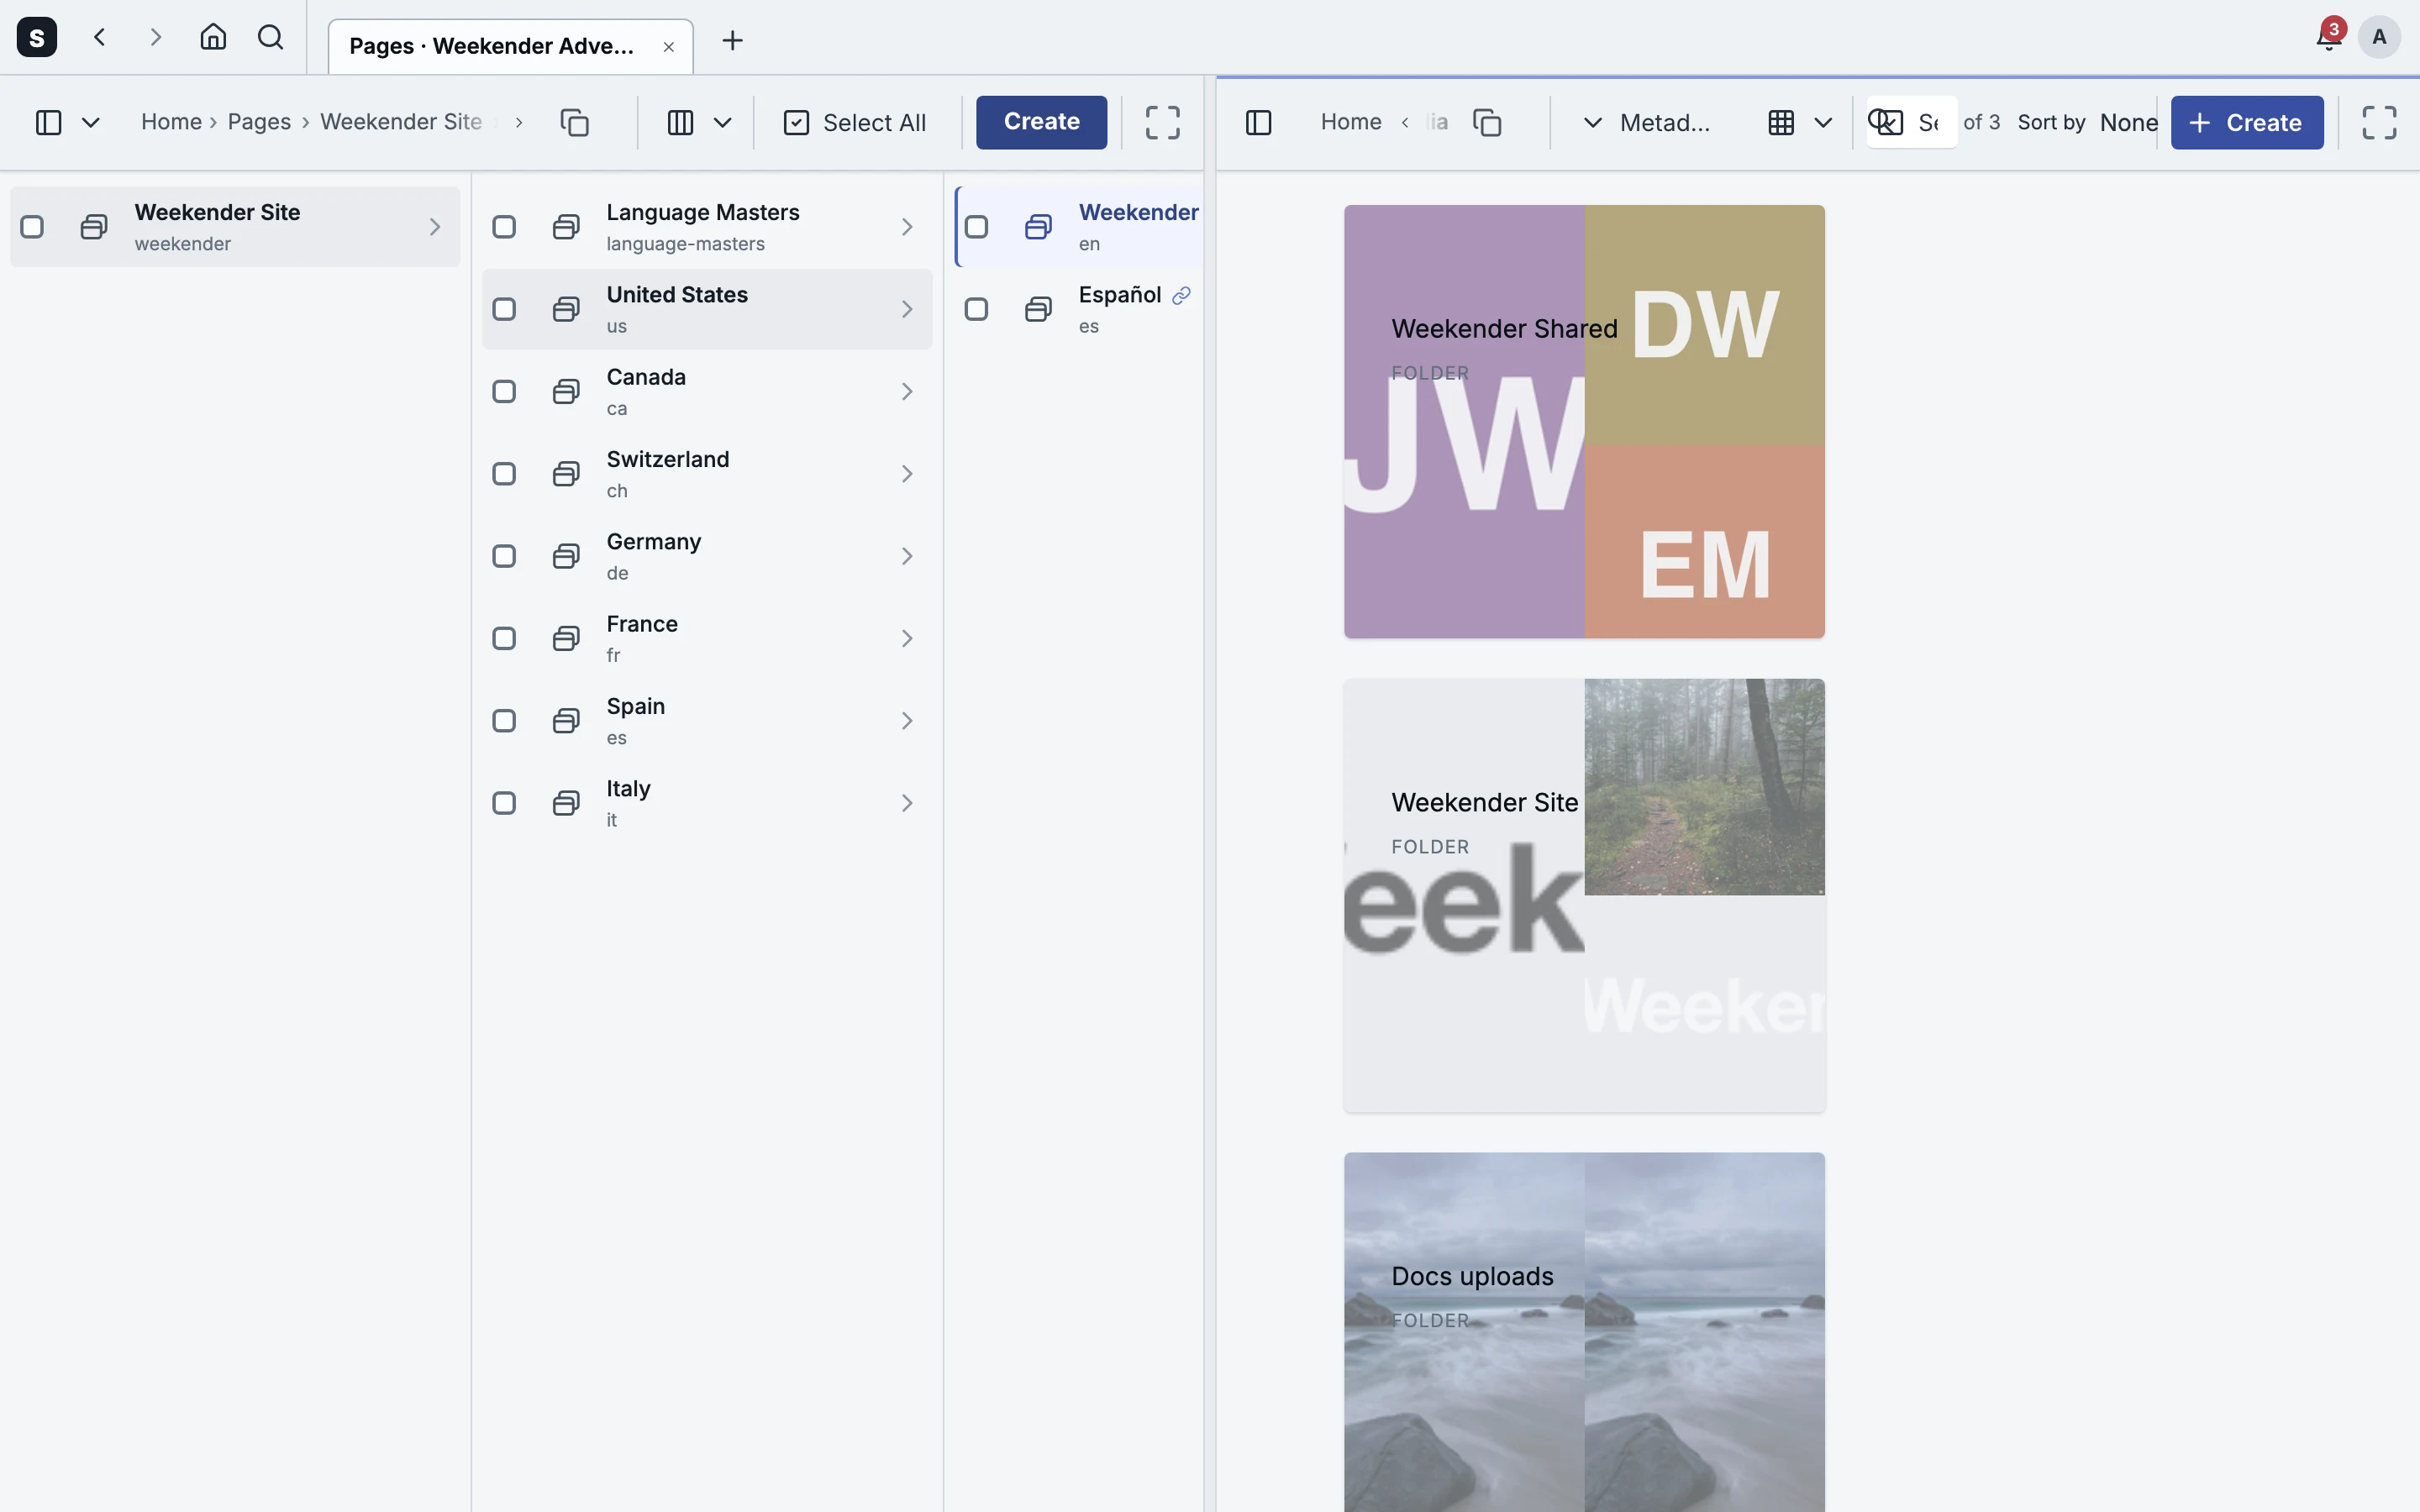 S
Pages · Weekender Adve...
3
A
Home › Pages › Weekender Site
Select All
Create
Home
Metad...
of 3 Sort by None
Create
Weekender Site
weekender
Language Masters
language-masters
United States
us
Canada
ca
Switzerland
ch
Germany
de
France
fr
Spain
es
Italy
it
Weekender
en
Español
es
Weekender Shared
FOLDER
JW
DW
EM
Weekender Site
FOLDER
eek
Weeker
Docs uploads
FOLDER